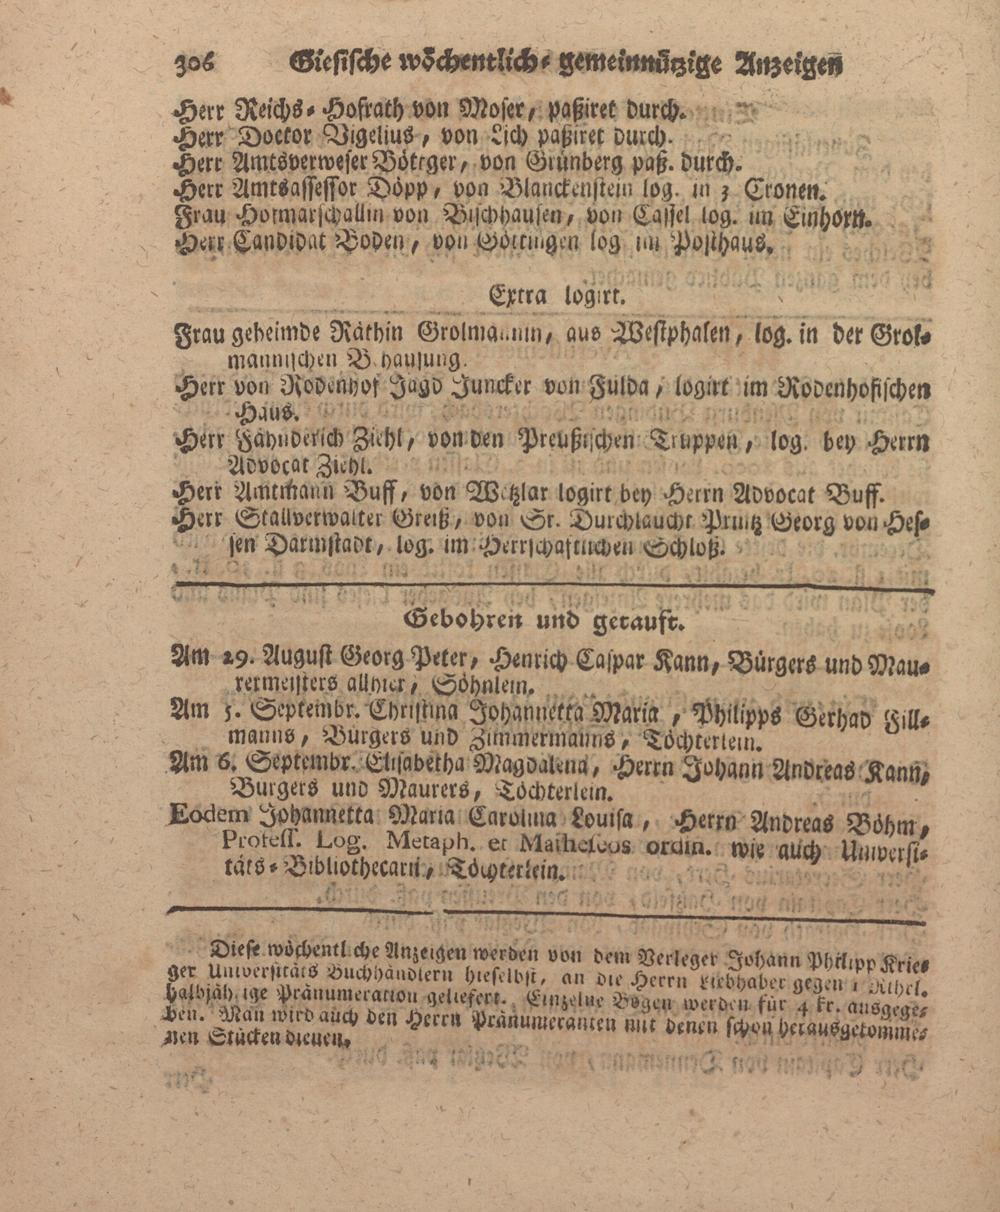 306 Giesische wöchentlich- gemeinnützige Anzeigen
Herr Reichs-Hofrath von Moser, paßiret durch.
Herr Doctor Vigelius, von Lich paßiret durch.
Herr Amtsverweser Böttger, von Grünberg paß. durch.
Herr Amtsassessor Döpp, von Blanckenstein log. in 3 Cronen.
Frau Hofmarschallin von Bischhausen, von Cassel log. im Einhorn.
Herr Candidat Boden, von Göttingen log im Posthaus.
Extra logirt.
Frau geheimde Räthin Grolmannin, aus Westphalen, log. in der Grol-
mannischen B hausung.
Herr von Rodenhof Jagd Juncker von Fulda, logirt im Rodenhofischen
Haus.
Herr Fähnderich Ziehl, von den Preußischen Truppen, log. bey Herrn
Advocat Ziehl.
Herr Amtmann Buff, von Wetzlar logirt bey Herrn Advocat Buff.
Herr Stallverwalter Greiß, von Sr. Durchlaucht Printz Georg von Hes-
sen Darmstadt, log. im Herrschaftlichen Schloß.
Gebohren und getauft.
Am 29. August Georg Peter, Henrich Caspar Kann, Bürgers und Mau-
rermeisters allhier, Söhnlein.
Am 5. Septembr. Christina Johannetta Maria, Philipps Gerhad Fill-
manns, Bürgers und Zimmermanns, Töchterlein.
Am 6. Septembr. Elisabetha Magdalena, Herrn Johann Andreas Kann,
Burgers und Maurers, Töchterlein.
Eodem Johannetta Maria Carolina Louisa, Herrn Andreas Böhm,
Profess. Log. Metaph. et Matheseos ordin. wie auch Universi-
täts-Bibliothecarii, Töchterlein.
Diese wöchentliche Anzeigen werden von dem Verleger Johann Philipp Krie-
ger Universitäts Buchhändlern hieselbst, an die Herrn Liebhaber gegen 1 Rthel.
halbjährige Pränumeration geliefert. Einzelne Bogen werden für 4 kr. ausgege-
ben. Man wird auch den Herrn Pränumeranten mit denen schon herausgekomme-
nen Stücken dienen.